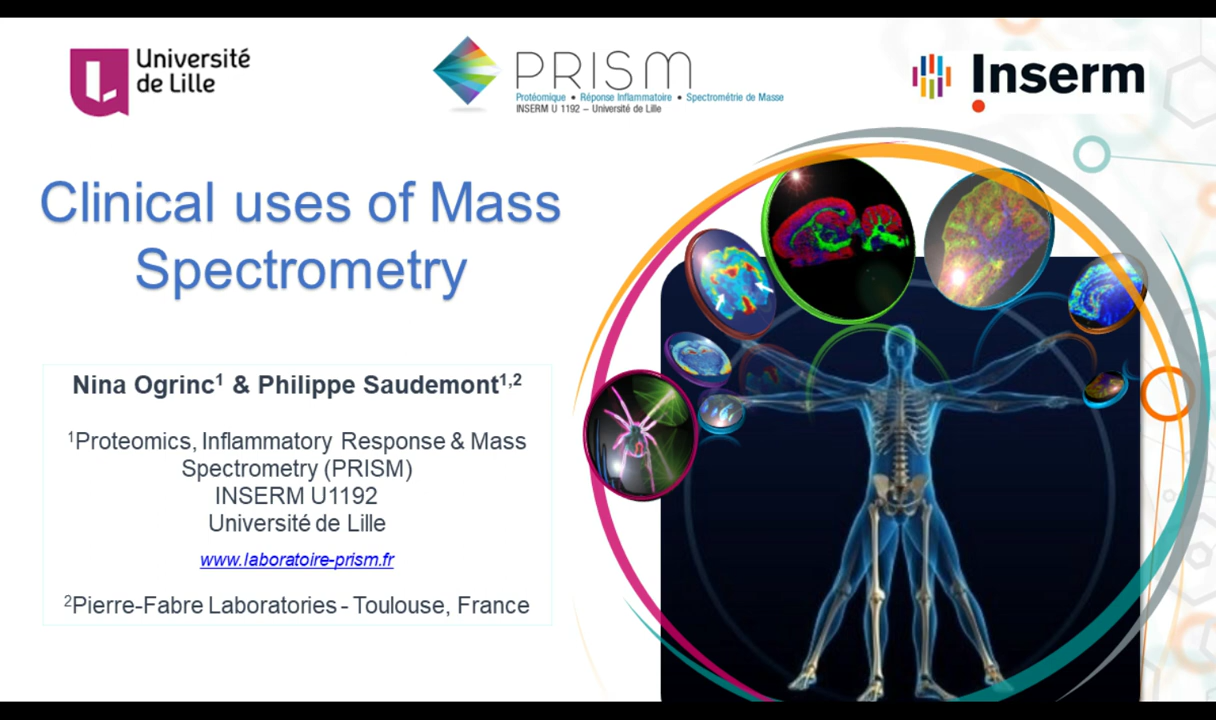 Université
de Lille
PRISM
Protéomique • Réponse Inflammatoire • Spectrométrie de Masse
INSERM U 1192 – Université de Lille
Inserm
Clinical uses of Mass
Spectrometry
Nina Ogrinc¹ & Philippe Saudemont¹,²
¹Proteomics, Inflammatory Response & Mass
Spectrometry (PRISM)
INSERM U1192
Université de Lille
www.laboratoire-prism.fr
²Pierre-Fabre Laboratories - Toulouse, France